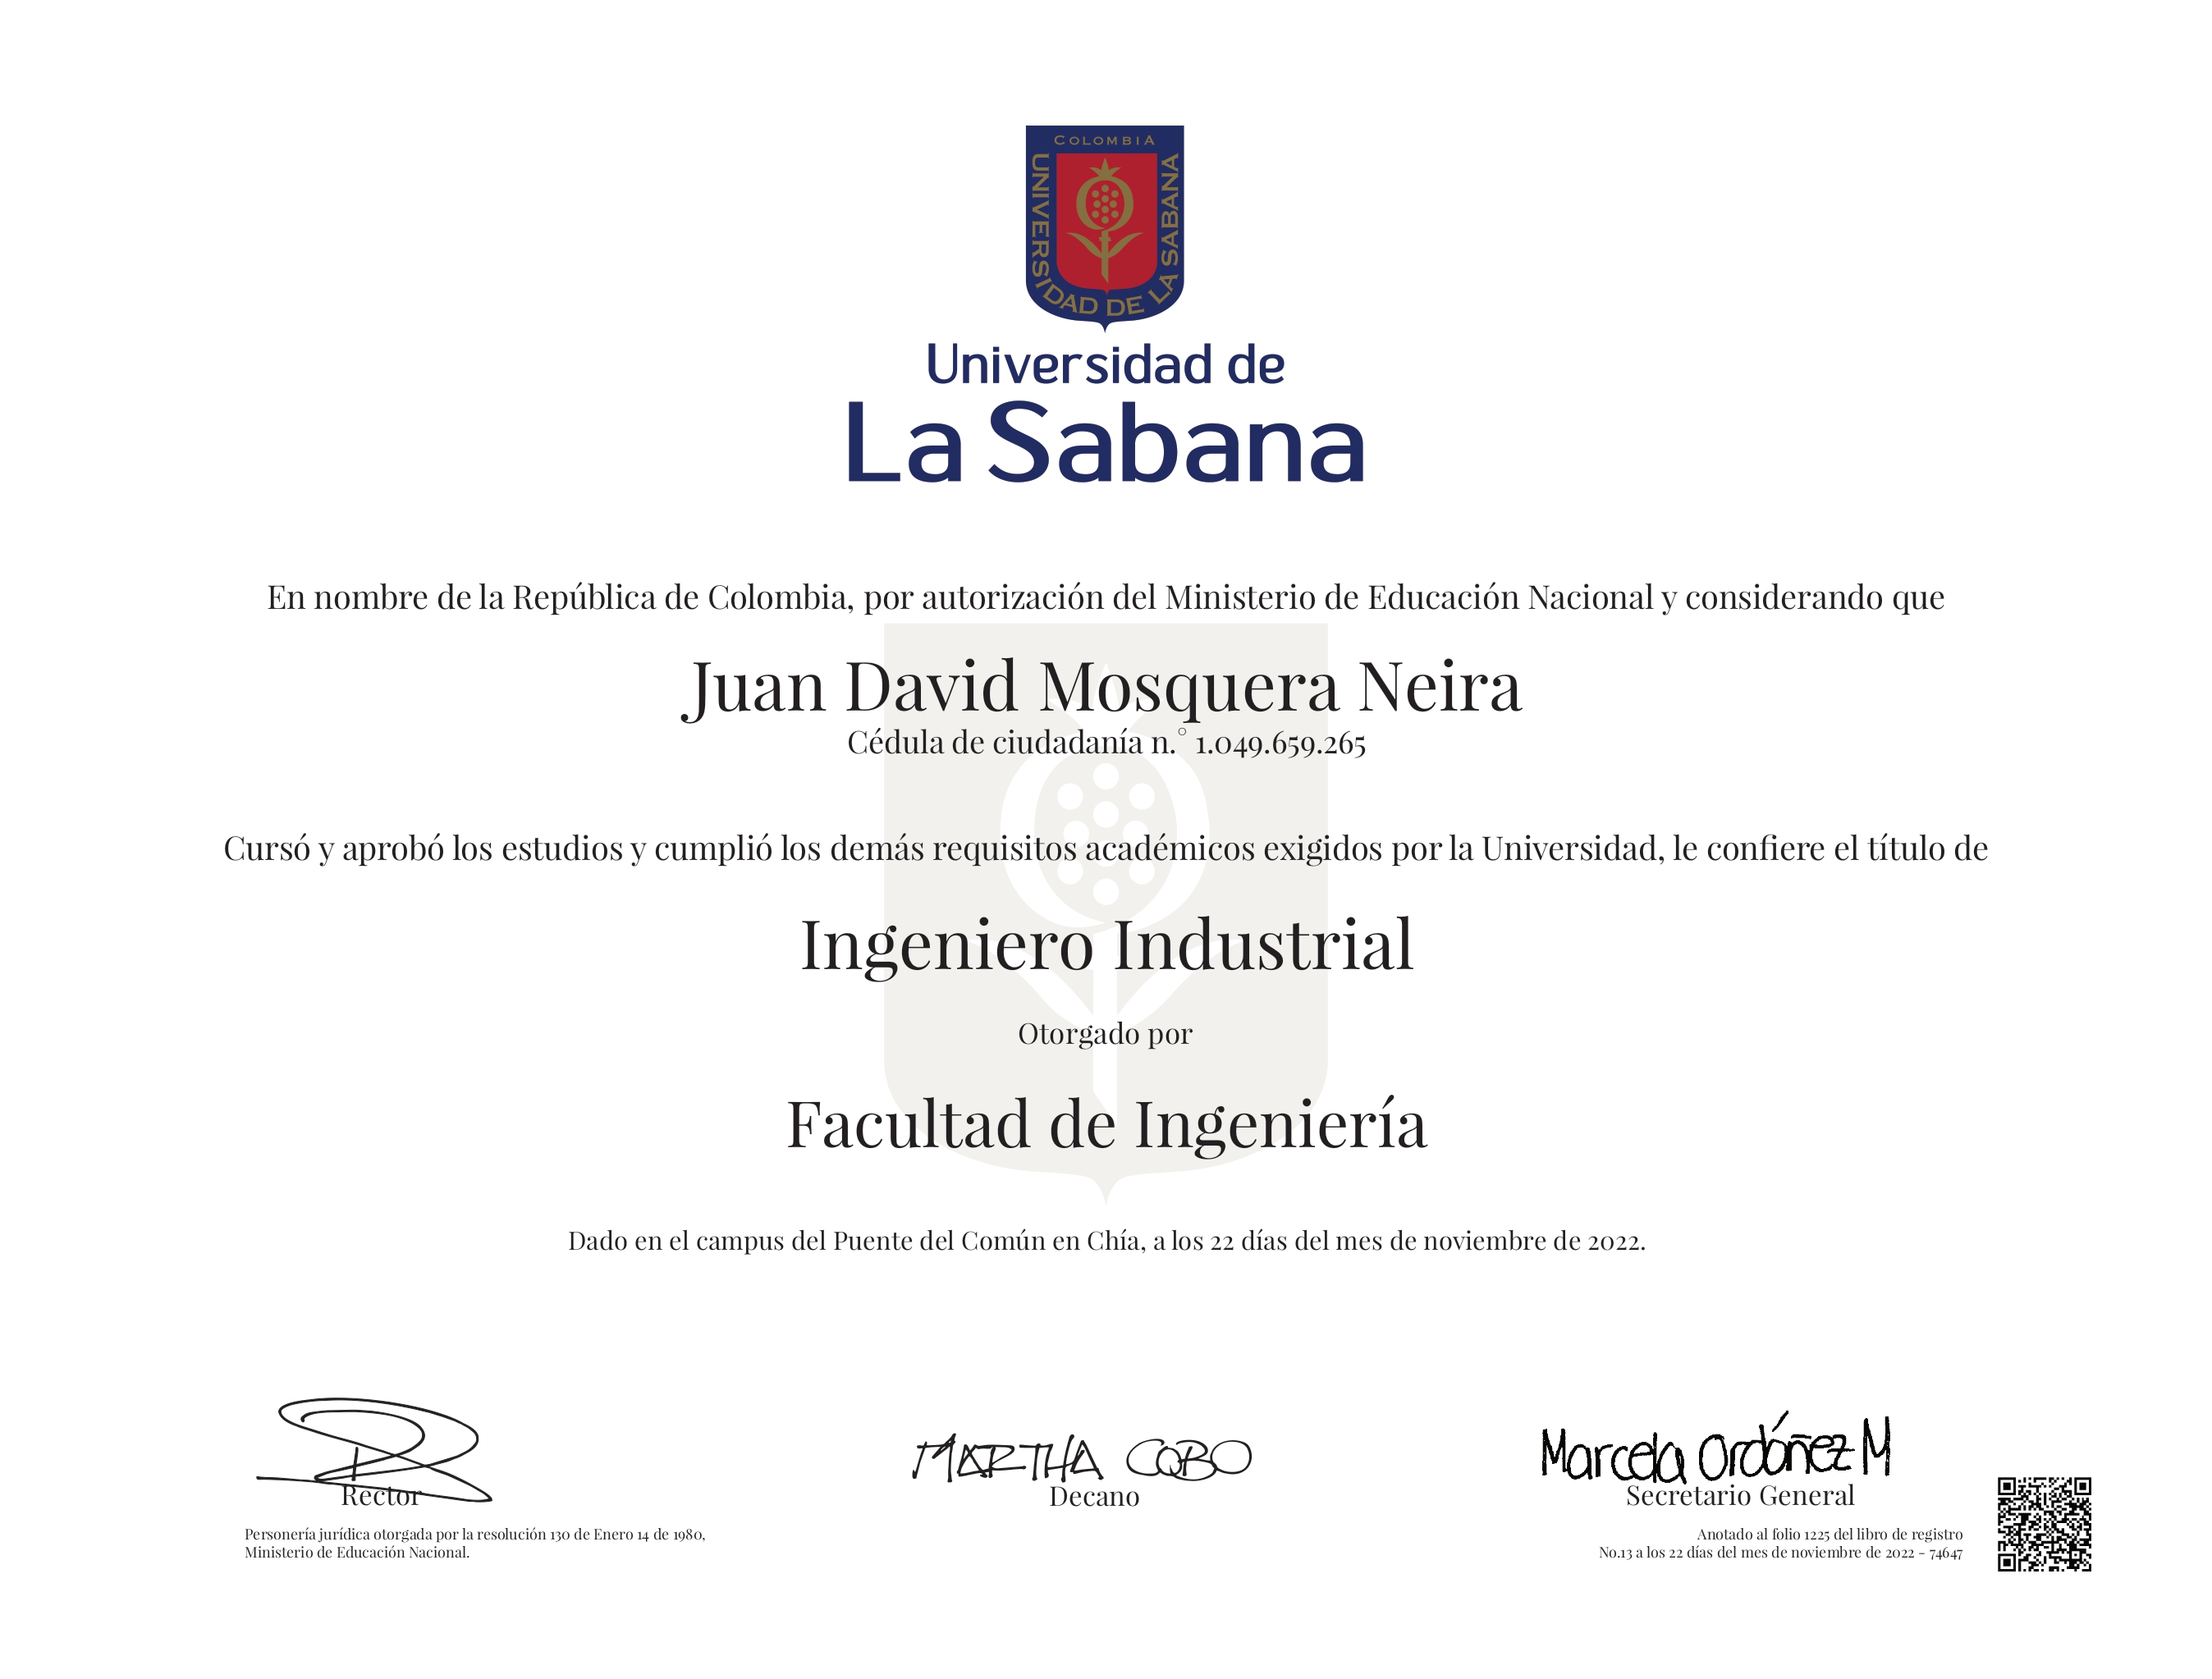 COLOMBIA
UNIVERSIDAD DE LA SABANA
Universidad de
La Sabana
En nombre de la República de Colombia, por autorización del Ministerio de Educación Nacional y considerando que
Juan David Mosquera Neira
Cédula de ciudadanía n.° 1.049.659.265
Cursó y aprobó los estudios y cumplió los demás requisitos académicos exigidos por la Universidad, le confiere el título de
Ingeniero Industrial
Otorgado por
Facultad de Ingeniería
Dado en el campus del Puente del Común en Chía, a los 22 días del mes de noviembre de 2022.
MARTHA COBO
Marcela Ordóñez M
Rector
Decano
Secretario General
Personería jurídica otorgada por la resolución 130 de Enero 14 de 1980,
Ministerio de Educación Nacional.
Anotado al folio 1225 del libro de registro
No.13 a los 22 días del mes de noviembre de 2022 - 74647